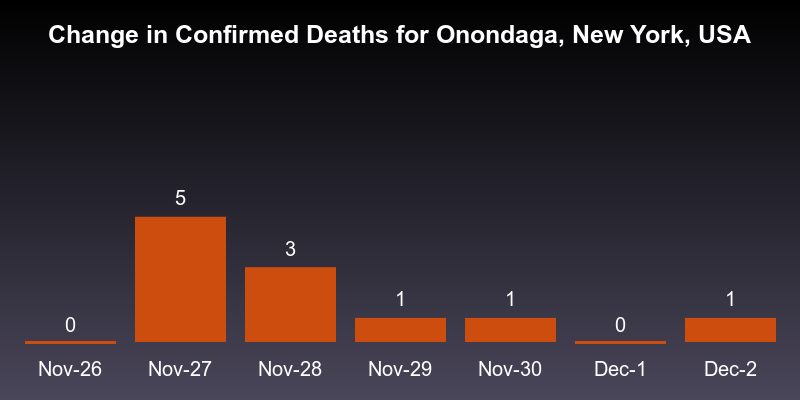 Change in Confirmed Deaths for Onondaga, New York, USA
5
3
1
1
1
0
0
Nov-26
Nov-27
Nov-28
Nov-29
Nov-30
Dec-1
Dec-2